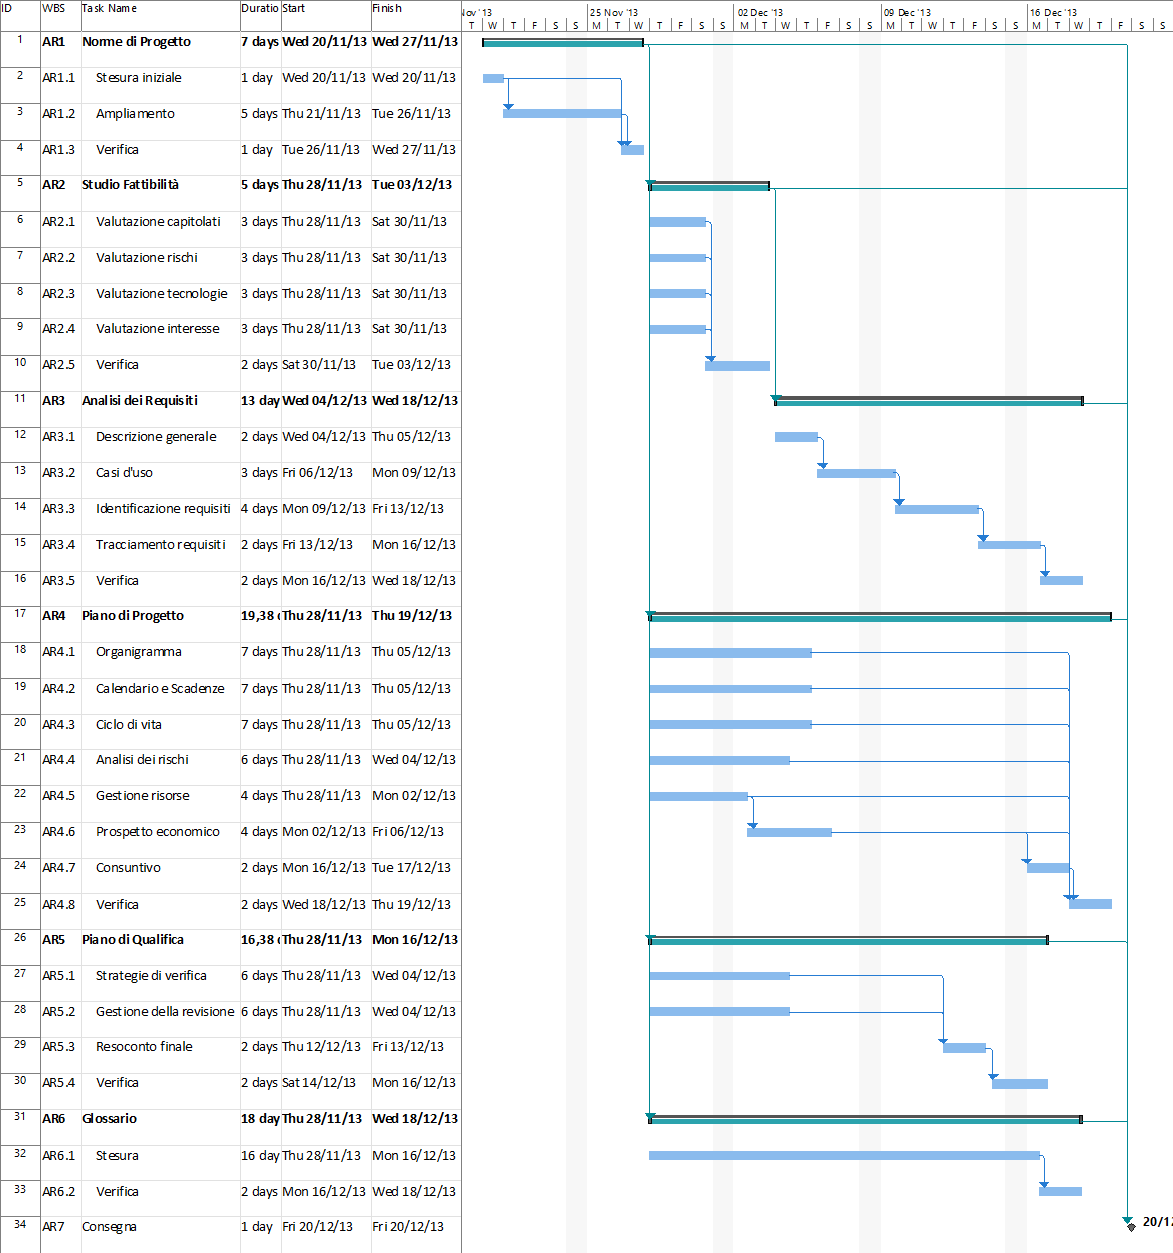 ID WBS Task Name Duratio Start Finish
Nov '13 25 Nov '13 02 Dec '13 09 Dec '13 16 Dec '13
T W T F S S M T W T F S S M T W T F S S M T W T F S S M T W T F S S
1 AR1 Norme di Progetto 7 days Wed 20/11/13 Wed 27/11/13
2 AR1.1 Stesura iniziale 1 day Wed 20/11/13 Wed 20/11/13
3 AR1.2 Ampliamento 5 days Thu 21/11/13 Tue 26/11/13
4 AR1.3 Verifica 1 day Tue 26/11/13 Wed 27/11/13
5 AR2 Studio Fattibilità 5 days Thu 28/11/13 Tue 03/12/13
6 AR2.1 Valutazione capitolati 3 days Thu 28/11/13 Sat 30/11/13
7 AR2.2 Valutazione rischi 3 days Thu 28/11/13 Sat 30/11/13
8 AR2.3 Valutazione tecnologie 3 days Thu 28/11/13 Sat 30/11/13
9 AR2.4 Valutazione interesse 3 days Thu 28/11/13 Sat 30/11/13
10 AR2.5 Verifica 2 days Sat 30/11/13 Tue 03/12/13
11 AR3 Analisi dei Requisiti 13 day Wed 04/12/13 Wed 18/12/13
12 AR3.1 Descrizione generale 2 days Wed 04/12/13 Thu 05/12/13
13 AR3.2 Casi d'uso 3 days Fri 06/12/13 Mon 09/12/13
14 AR3.3 Identificazione requisiti 4 days Mon 09/12/13 Fri 13/12/13
15 AR3.4 Tracciamento requisiti 2 days Fri 13/12/13 Mon 16/12/13
16 AR3.5 Verifica 2 days Mon 16/12/13 Wed 18/12/13
17 AR4 Piano di Progetto 19,38 Thu 28/11/13 Thu 19/12/13
18 AR4.1 Organigramma 7 days Thu 28/11/13 Thu 05/12/13
19 AR4.2 Calendario e Scadenze 7 days Thu 28/11/13 Thu 05/12/13
20 AR4.3 Ciclo di vita 7 days Thu 28/11/13 Thu 05/12/13
21 AR4.4 Analisi dei rischi 6 days Thu 28/11/13 Wed 04/12/13
22 AR4.5 Gestione risorse 4 days Thu 28/11/13 Mon 02/12/13
23 AR4.6 Prospetto economico 4 days Mon 02/12/13 Fri 06/12/13
24 AR4.7 Consuntivo 2 days Mon 16/12/13 Tue 17/12/13
25 AR4.8 Verifica 2 days Wed 18/12/13 Thu 19/12/13
26 AR5 Piano di Qualifica 16,38 Thu 28/11/13 Mon 16/12/13
27 AR5.1 Strategie di verifica 6 days Thu 28/11/13 Wed 04/12/13
28 AR5.2 Gestione della revisione 6 days Thu 28/11/13 Wed 04/12/13
29 AR5.3 Resoconto finale 2 days Thu 12/12/13 Fri 13/12/13
30 AR5.4 Verifica 2 days Sat 14/12/13 Mon 16/12/13
31 AR6 Glossario 18 day Thu 28/11/13 Wed 18/12/13
32 AR6.1 Stesura 16 day Thu 28/11/13 Mon 16/12/13
33 AR6.2 Verifica 2 days Mon 16/12/13 Wed 18/12/13
34 AR7 Consegna 1 day Fri 20/12/13 Fri 20/12/13 20/12